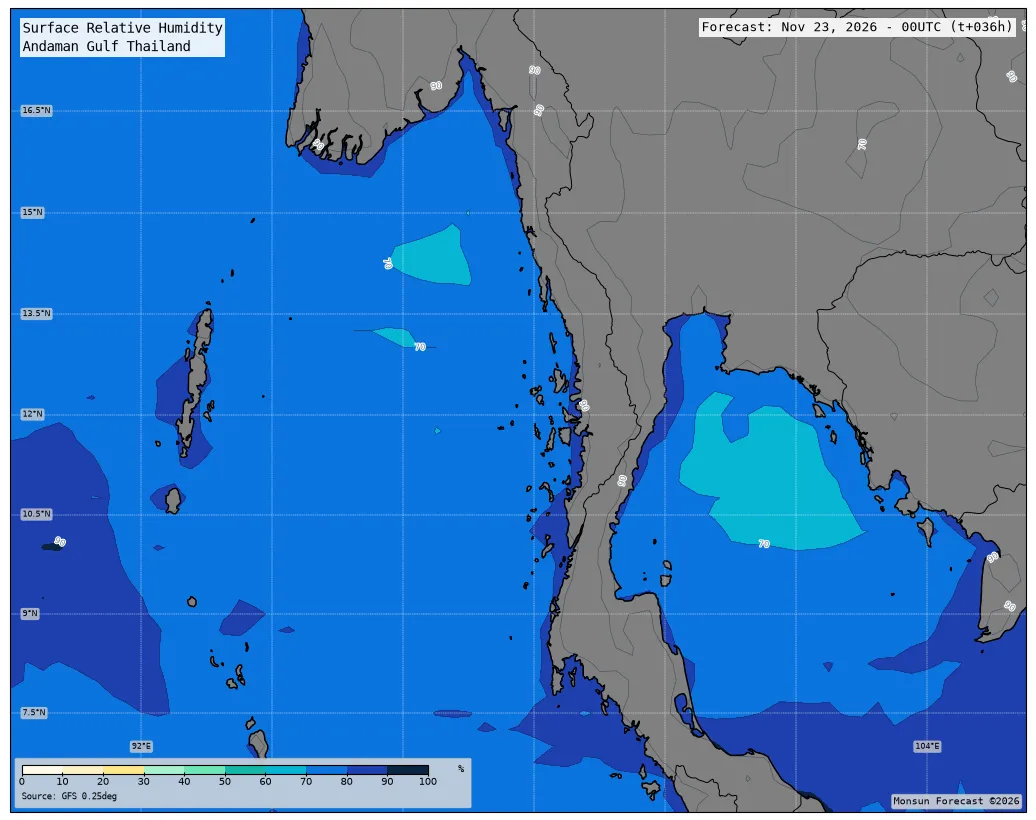 Surface Relative Humidity
Andaman Gulf Thailand
Forecast: Nov 23, 2026 - 00UTC (t+036h)
90
90
90
90
90
70
16.5°N
15°N
70
13.5°N
70
90
12°N
90
10.5°N
90
70
90
9°N
90
7.5°N
92°E
104°E
0 10 20 30 40 50 60 70 80 90 100 %
Source: GFS 0.25deg
Monsun Forecast ©2026